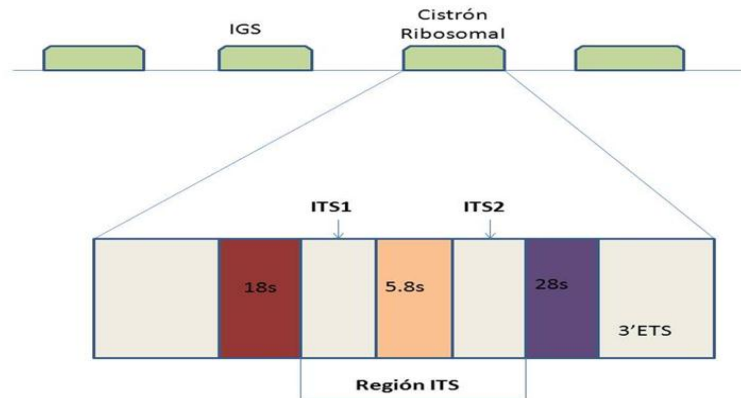 IGS
Cistrón
Ribosomal
ITS1
ITS2
18s
5.8s
28s
3’ETS
Región ITS